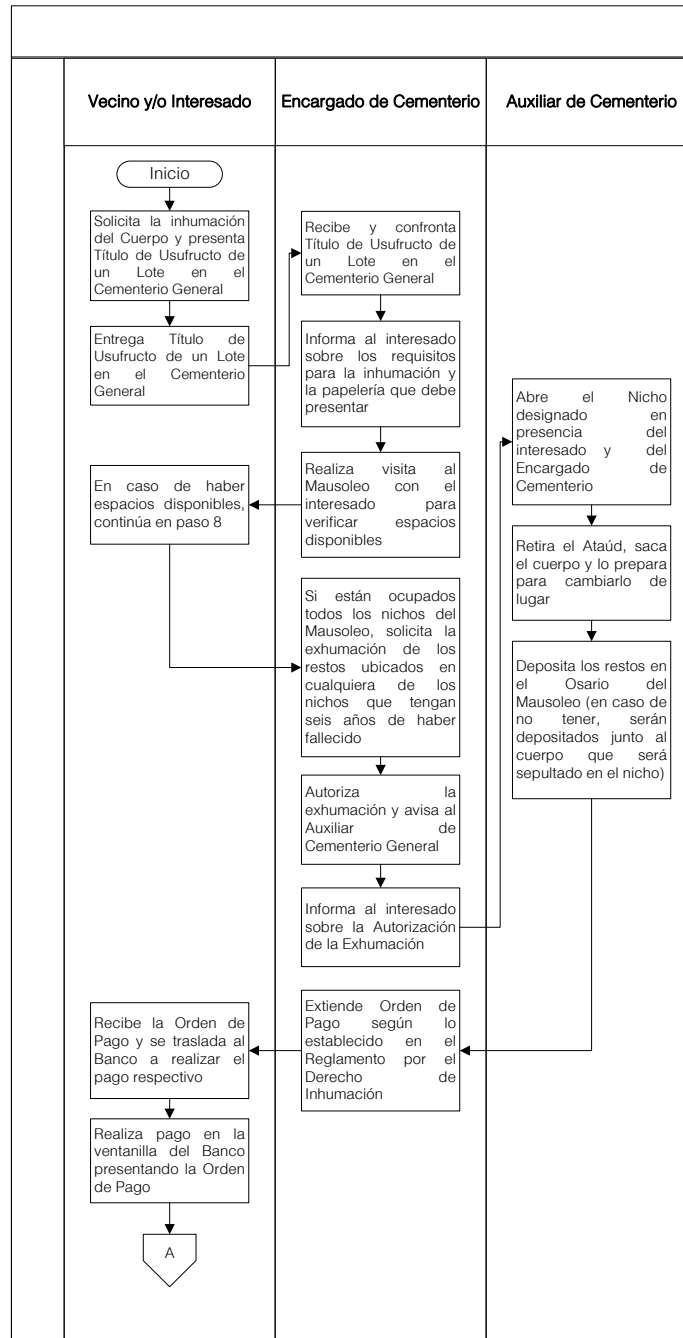 Vecino y/o Interesado
Encargado de Cementerio
Auxiliar de Cementerio
Inicio
Solicita la inhumación
del Cuerpo y presenta
Título de Usufructo de
un Lote en el
Cementerio General
Recibe y confronta
Título de Usufructo de
un Lote en el
Cementerio General
Entrega Título de
Usufructo de un Lote
en el Cementerio
General
Informa al interesado
sobre los requisitos
para la inhumación y
la papelería que debe
presentar
Realiza visita al
Mausoleo con el
interesado para
verificar espacios
disponibles
En caso de haber
espacios disponibles,
continúa en paso 8
Si están ocupados
todos los nichos del
Mausoleo, solicita la
exhumación de los
restos ubicados en
cualquiera de los
nichos que tengan
seis años de haber
fallecido
Autoriza la
exhumación y avisa al
Auxiliar de
Cementerio General
Informa al interesado
sobre la Autorización
de la Exhumación
Abre el Nicho
designado en
presencia del
interesado y del
Encargado de
Cementerio
Retira el Ataúd, saca
el cuerpo y lo prepara
para cambiarlo de
lugar
Deposita los restos en
el Osario del
Mausoleo (en caso de
no tener, serán
depositados junto al
cuerpo que será
sepultado en el nicho)
Extiende Orden de
Pago según lo
establecido en el
Reglamento por el
Derecho de
Inhumación
Recibe la Orden de
Pago y se traslada al
Banco a realizar el
pago respectivo
Realiza pago en la
ventanilla del Banco
presentando la Orden
de Pago
A